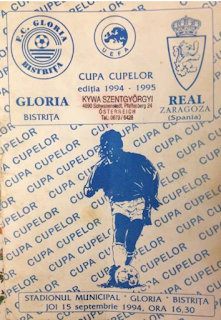 F.C. GLORIA
BISTRIȚA
UEFA
CUPA CUPELOR
ediția 1994 - 1995
GLORIA
BISTRIȚA
KYWA SZENTGYÖRGYI
ÖSTERREICH
REAL
ZARAGOZA
(Spania)
CUPA CUPELOR
STADIONUL MUNICIPAL "GLORIA" BISTRIȚA
JOI 15 septembrie 1994, ORA 16,30